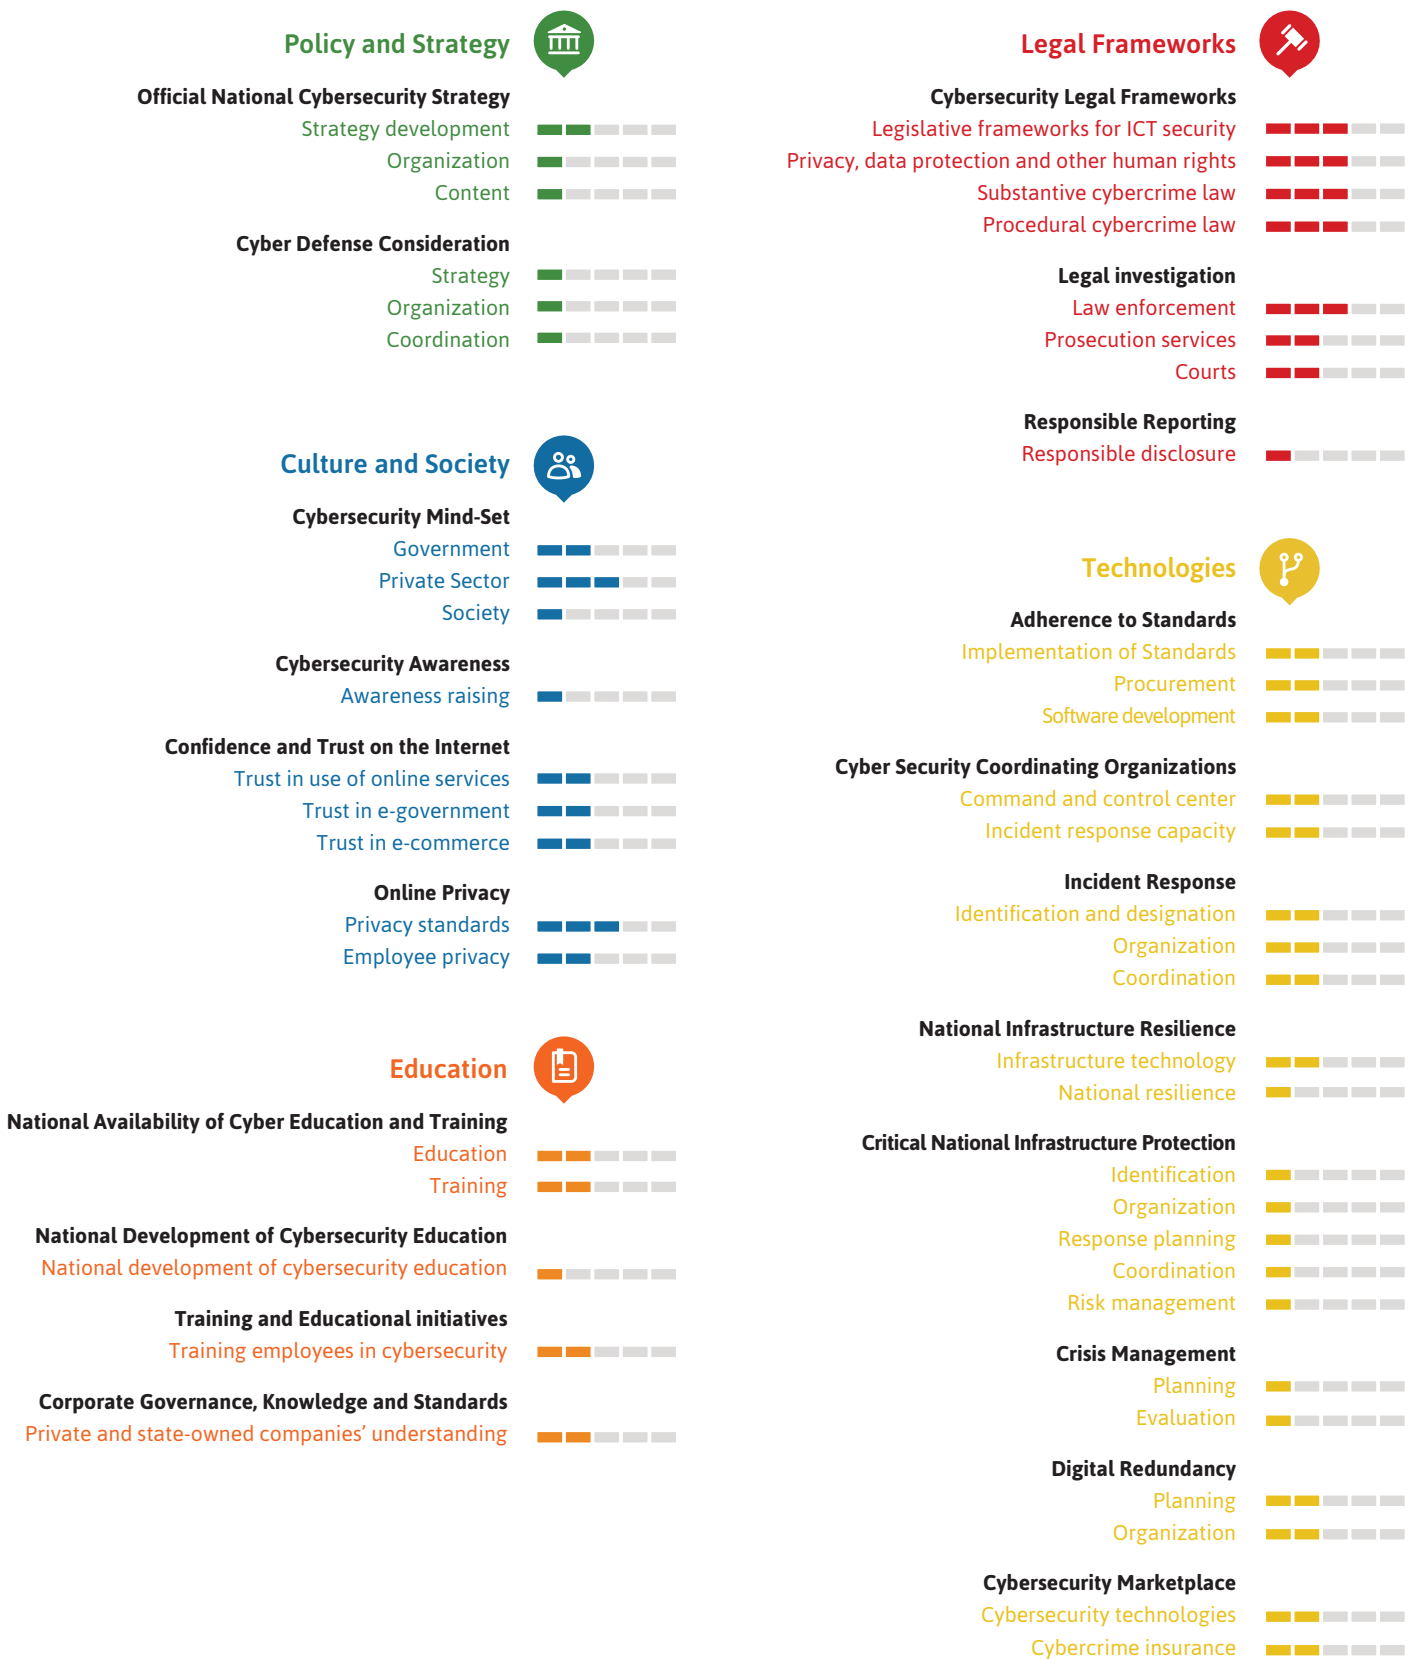 Policy and Strategy
Official National Cybersecurity Strategy
Strategy development
Organization
Content
Cyber Defense Consideration
Strategy
Organization
Coordination
Culture and Society
Cybersecurity Mind-Set
Government
Private Sector
Society
Cybersecurity Awareness
Awareness raising
Confidence and Trust on the Internet
Trust in use of online services
Trust in e-government
Trust in e-commerce
Online Privacy
Privacy standards
Employee privacy
Education
National Availability of Cyber Education and Training
Education
Training
National Development of Cybersecurity Education
National development of cybersecurity education
Training and Educational initiatives
Training employees in cybersecurity
Corporate Governance, Knowledge and Standards
Private and state-owned companies’ understanding
Legal Frameworks
Cybersecurity Legal Frameworks
Legislative frameworks for ICT security
Privacy, data protection and other human rights
Substantive cybercrime law
Procedural cybercrime law
Legal investigation
Law enforcement
Prosecution services
Courts
Responsible Reporting
Responsible disclosure
Technologies
Adherence to Standards
Implementation of Standards
Procurement
Software development
Cyber Security Coordinating Organizations
Command and control center
Incident response capacity
Incident Response
Identification and designation
Organization
Coordination
National Infrastructure Resilience
Infrastructure technology
National resilience
Critical National Infrastructure Protection
Identification
Organization
Response planning
Coordination
Risk management
Crisis Management
Planning
Evaluation
Digital Redundancy
Planning
Organization
Cybersecurity Marketplace
Cybersecurity technologies
Cybercrime insurance